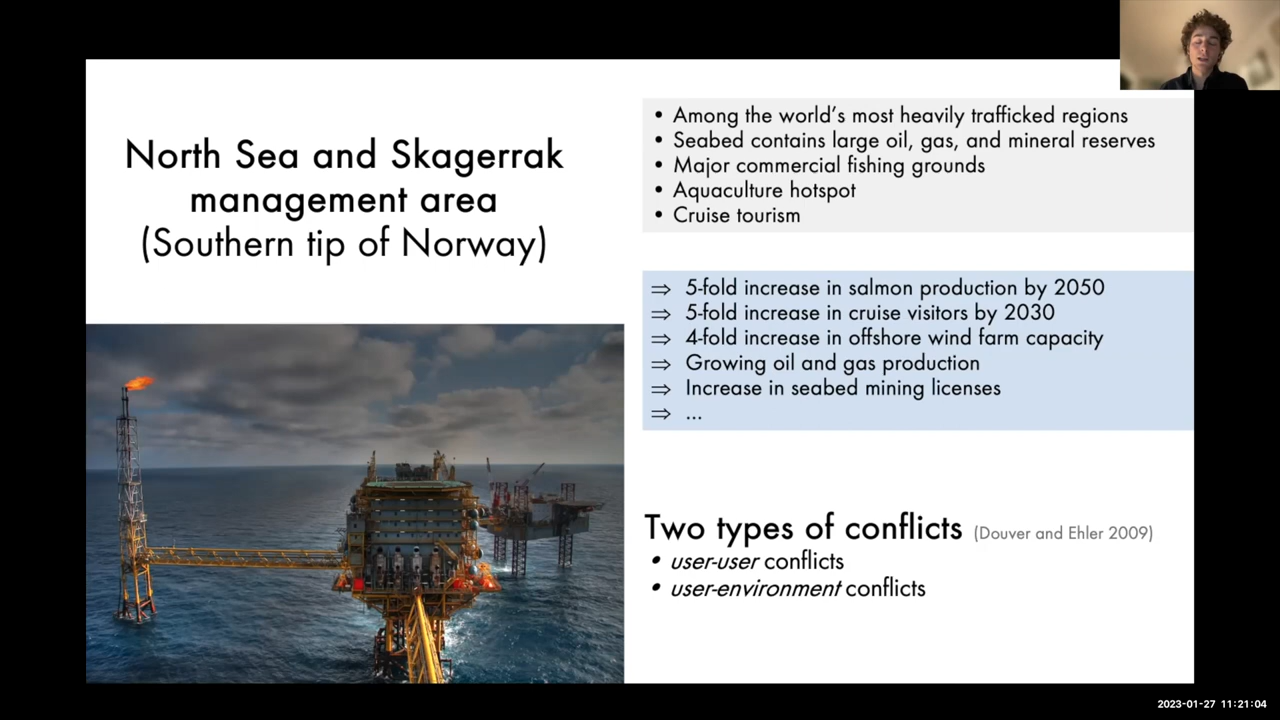 North Sea and Skagerrak
management area
(Southern tip of Norway)
• Among the world's most heavily trafficked regions
• Seabed contains large oil, gas, and mineral reserves
• Major commercial fishing grounds
• Aquaculture hotspot
• Cruise tourism
⇒ 5-fold increase in salmon production by 2050
⇒ 5-fold increase in cruise visitors by 2030
⇒ 4-fold increase in offshore wind farm capacity
⇒ Growing oil and gas production
⇒ Increase in seabed mining licenses
⇒ ...
Two types of conflicts (Douver and Ehler 2009)
• user-user conflicts
• user-environment conflicts
2023-01-27 11:21:04